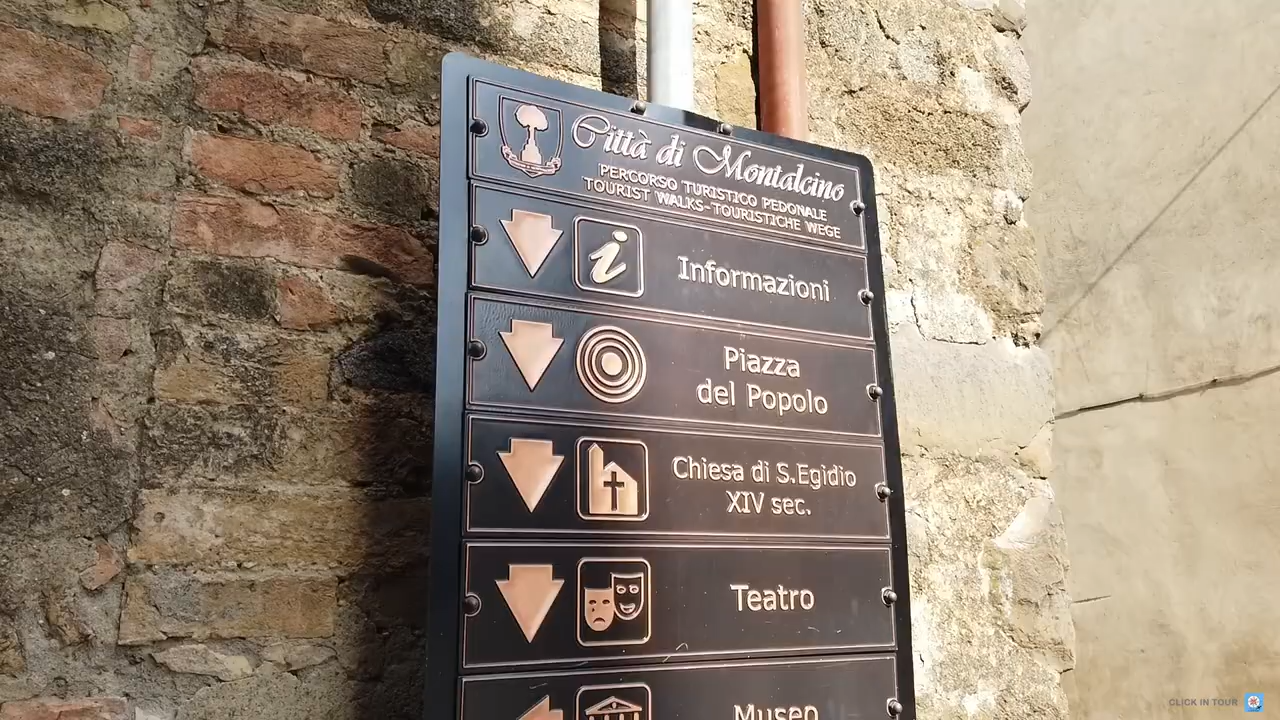 Città di Montalcino
PERCORSO TURISTICO PEDONALE
TOURIST WALKS-TOURISTICHE WEGE
Informazioni
Piazza
del Popolo
Chiesa di S.Egidio
XIV sec.
Teatro
Museo
CLICK IN TOUR